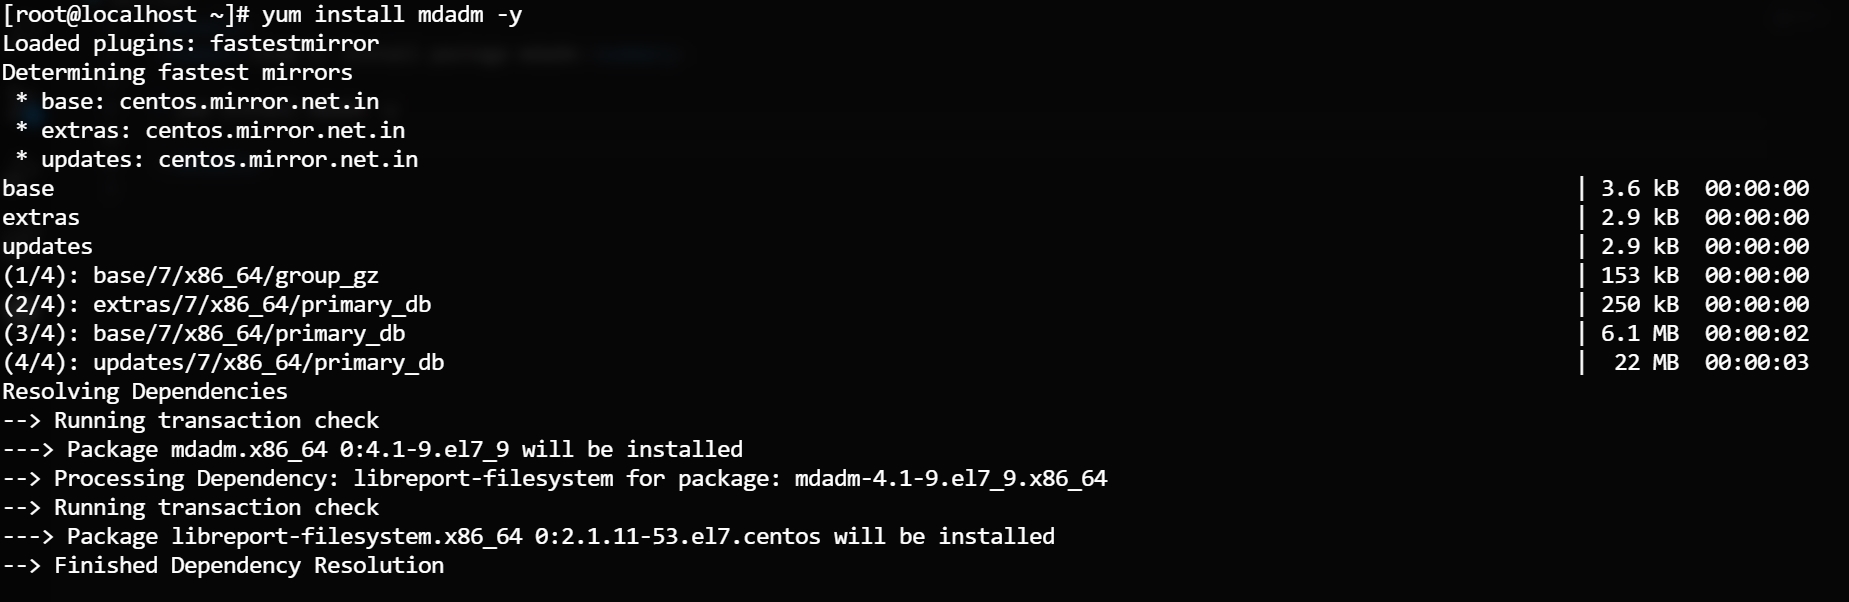 [root@localhost ~]# yum install mdadm -y
Loaded plugins: fastestmirror
Determining fastest mirrors
 * base: centos.mirror.net.in
 * extras: centos.mirror.net.in
 * updates: centos.mirror.net.in
base | 3.6 kB 00:00:00
extras | 2.9 kB 00:00:00
updates | 2.9 kB 00:00:00
(1/4): base/7/x86_64/group_gz | 153 kB 00:00:00
(2/4): extras/7/x86_64/primary_db | 250 kB 00:00:00
(3/4): base/7/x86_64/primary_db | 6.1 MB 00:00:02
(4/4): updates/7/x86_64/primary_db | 22 MB 00:00:03
Resolving Dependencies
--> Running transaction check
---> Package mdadm.x86_64 0:4.1-9.el7_9 will be installed
--> Processing Dependency: libreport-filesystem for package: mdadm-4.1-9.el7_9.x86_64
--> Running transaction check
---> Package libreport-filesystem.x86_64 0:2.1.11-53.el7.centos will be installed
--> Finished Dependency Resolution